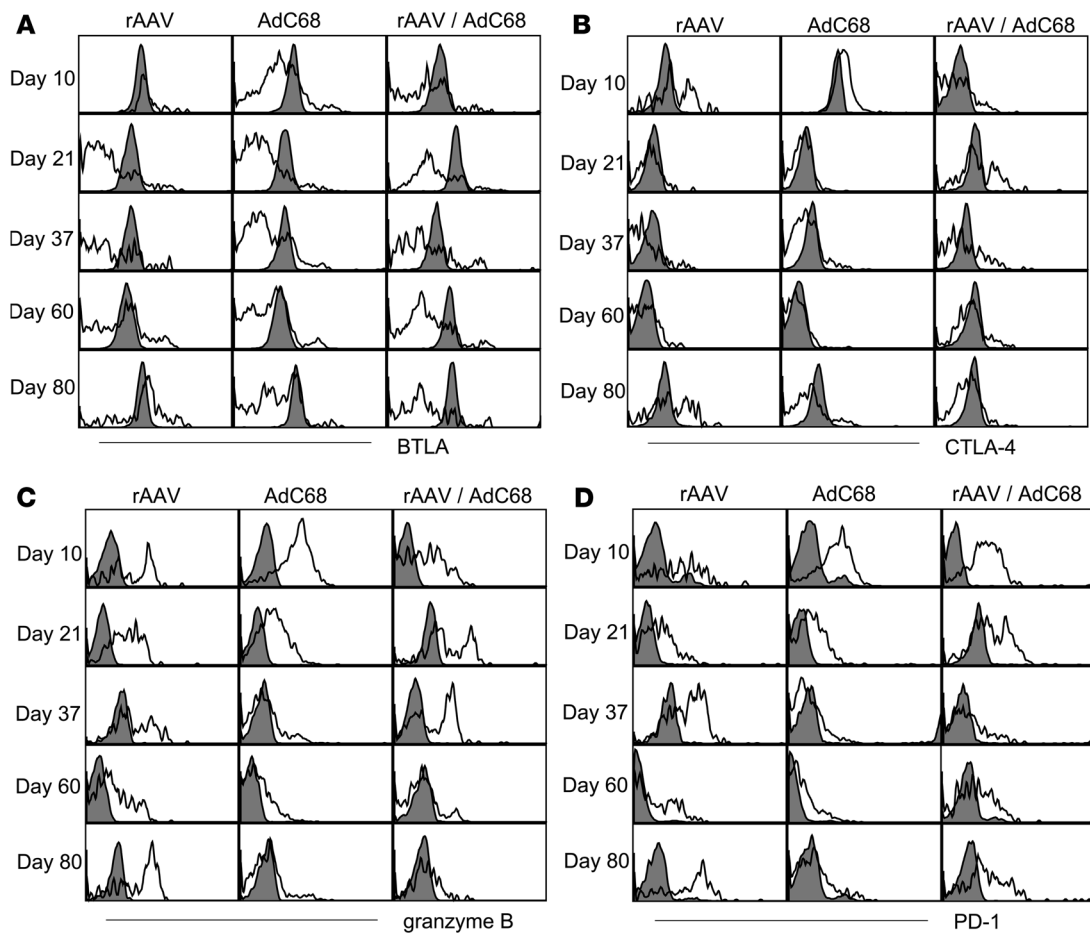 A
rAAV AdC68 rAAV / AdC68
Day 10
Day 21
Day 37
Day 60
Day 80
BTLA
B
rAAV AdC68 rAAV / AdC68
Day 10
Day 21
Day 37
Day 60
Day 80
CTLA-4
C
rAAV AdC68 rAAV / AdC68
Day 10
Day 21
Day 37
Day 60
Day 80
granzyme B
D
rAAV AdC68 rAAV / AdC68
Day 10
Day 21
Day 37
Day 60
Day 80
PD-1